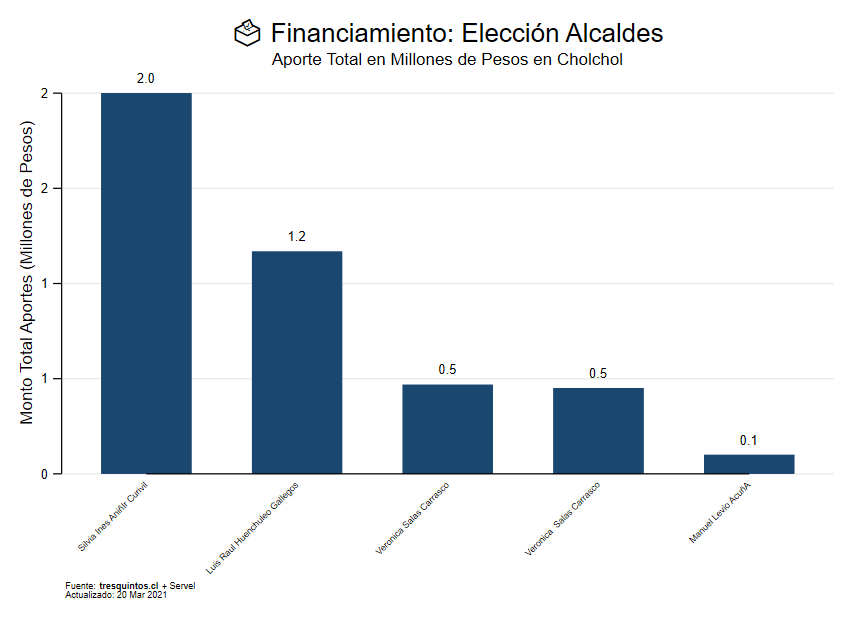 Financiamiento: Elección Alcaldes
Aporte Total en Millones de Pesos en Cholchol
Monto Total Aportes (Millones de Pesos)
2
2
1
1
0
2.0
1.2
0.5
0.5
0.1
Silvia Ines Aniñir Curivil
Luis Raul Huenchuleo Gallegos
Veronica Salas Carrasco
Veronica  Salas Carrasco
Manuel Levio AcuñA
Fuente: tresquintos.cl + Servel
Actualizado: 20 Mar 2021